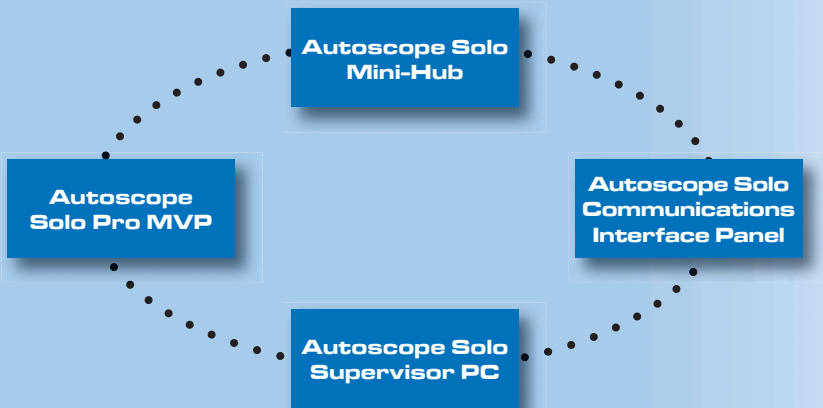 Autoscope Solo
Mini-Hub
Autoscope
Solo Pro MVP
Autoscope Solo
Communications
Interface Panel
Autoscope Solo
Supervisor PC